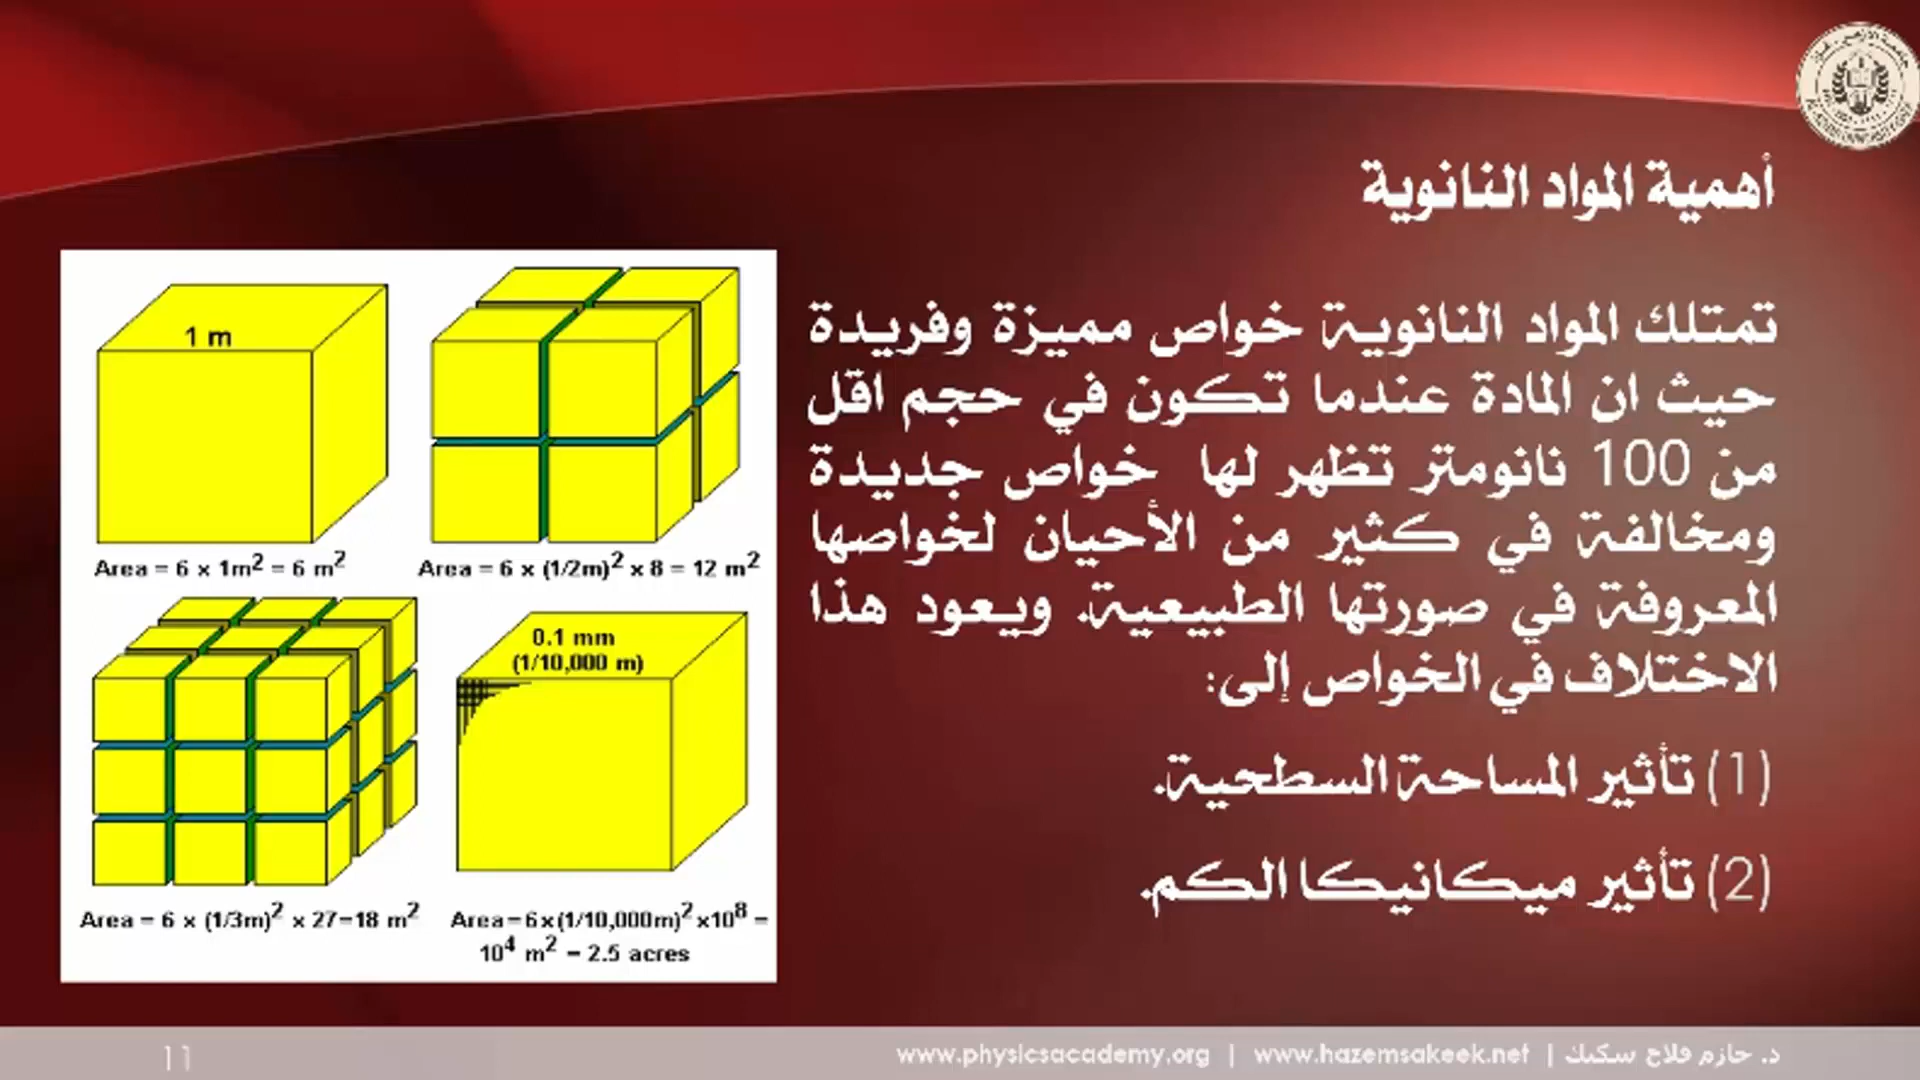 أهمية المواد النانوية
تمتلك المواد النانوية خواص مميزة وفريدة
حيث ان المادة عندما تكون في حجم اقل
من 100 نانومتر تظهر لها خواص جديدة
ومخالفة في كثير من الأحيان لخواصها
المعروفة في صورتها الطبيعية. ويعود هذا
الاختلاف في الخواص إلى:
(1) تأثير المساحة السطحية.
(2) تأثير ميكانيكا الكم.
1 m
Area = 6 x 1m² = 6 m²
Area = 6 x (1/2m)² x 8 = 12 m²
Area = 6 x (1/3m)² x 27=18 m²
0.1 mm
(1/10,000 m)
Area=6x(1/10,000m)²x10⁸ =
10⁴ m² = 2.5 acres
د. حازم فلاح سكيك | www.hazemsakeek.net | www.physicsacademy.org
11